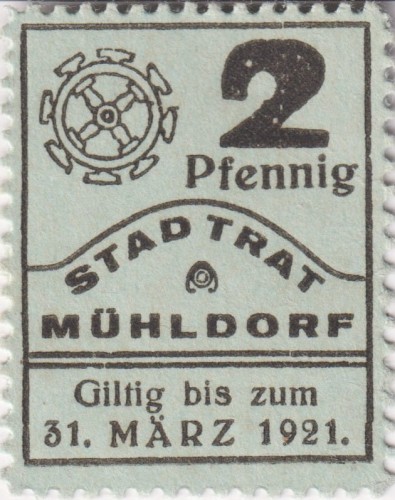 2
Pfennig
STADTRAT
MÜHLDORF
Giltig bis zum
31. MÄRZ 1921.